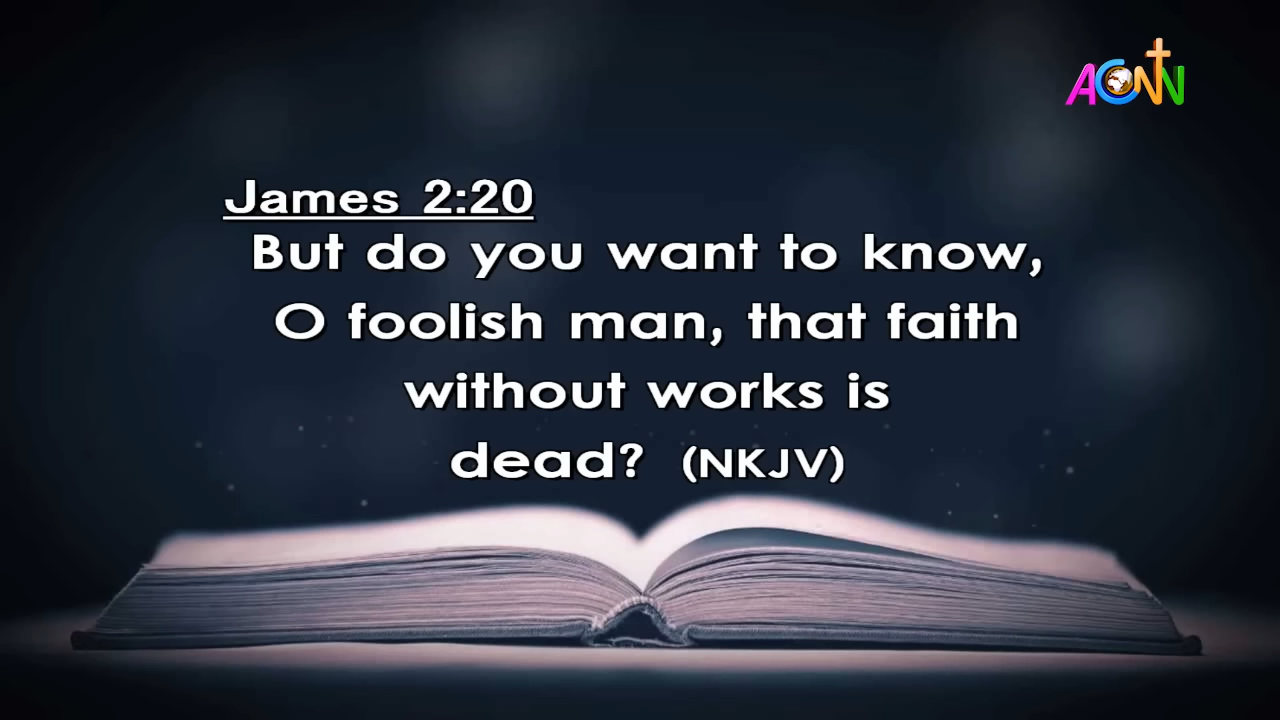 ACNN
James 2:20
But do you want to know,
O foolish man, that faith
without works is
dead? (NKJV)